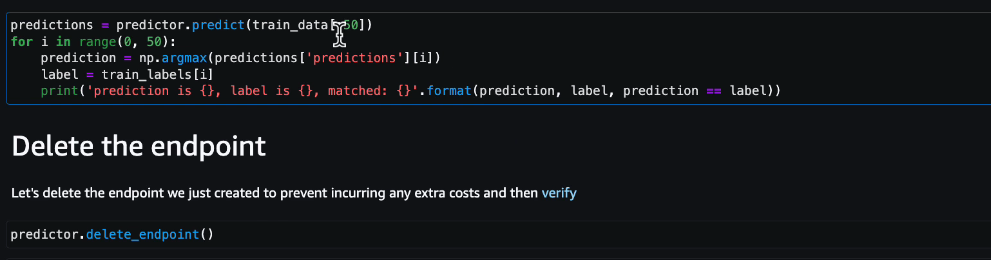 predictions = predictor.predict(train_data[:50])
for i in range(0, 50):
    prediction = np.argmax(predictions['predictions'][i])
    label = train_labels[i]
    print('prediction is {}, label is {}, matched: {}'.format(prediction, label, prediction == label))
Delete the endpoint
Let's delete the endpoint we just created to prevent incurring any extra costs and then verify
predictor.delete_endpoint()